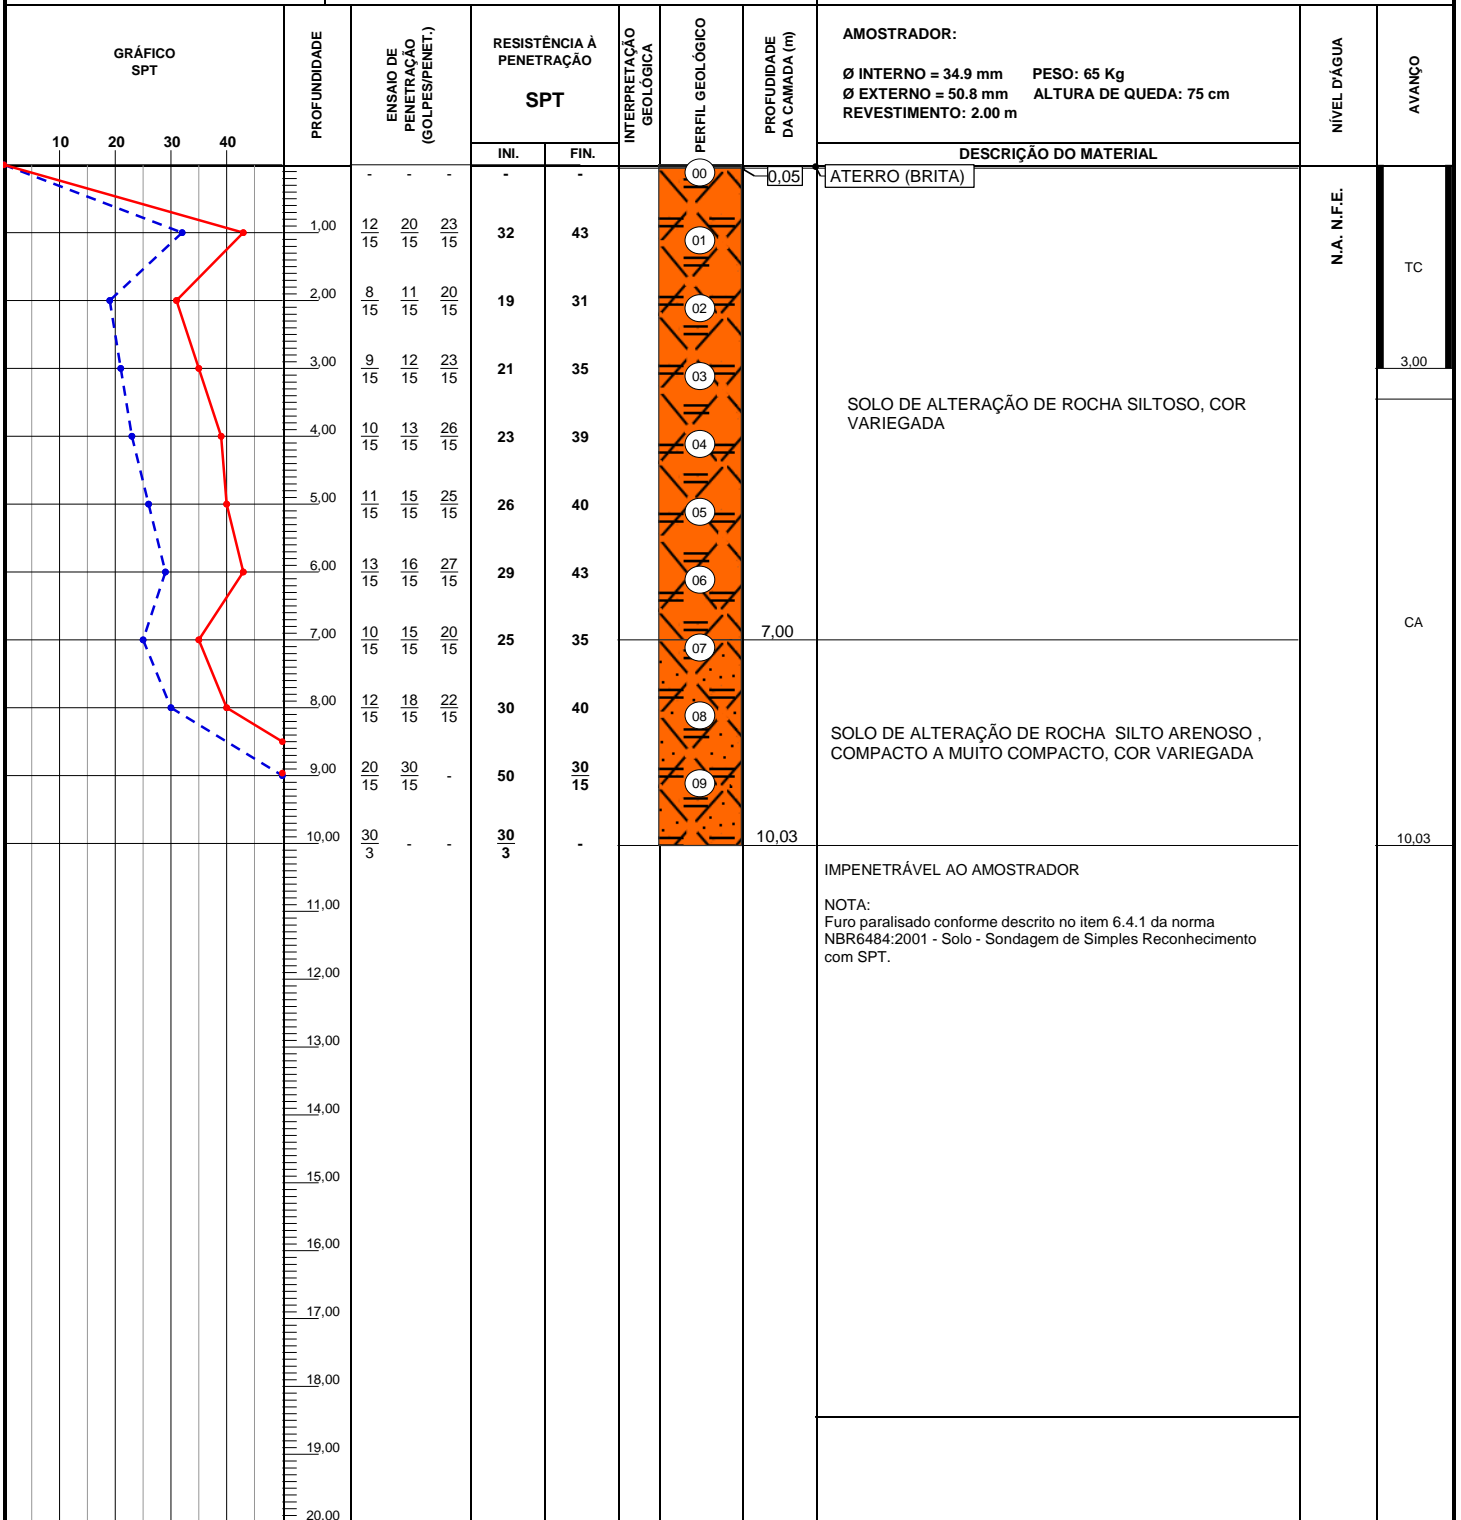 GRÁFICO
SPT
10 20 30 40
PROFUNDIDADE
ENSAIO DE
PENETRAÇÃO
(GOLPES/PENET.)
RESISTÊNCIA À
PENETRAÇÃO
SPT
INI. FIN.
INTERPRETAÇÃO
GEOLÓGICA
PERFIL GEOLÓGICO
PROFUDIDADE
DA CAMADA (m)
AMOSTRADOR:
Ø INTERNO = 34.9 mm PESO: 65 Kg
Ø EXTERNO = 50.8 mm ALTURA DE QUEDA: 75 cm
REVESTIMENTO: 2.00 m
DESCRIÇÃO DO MATERIAL
NÍVEL D'ÁGUA
AVANÇO
- - - - - 00 0,05 ATERRO (BRITA)
N.A. N.F.E.
1,00 12/15 20/15 23/15 32 43 01
TC
2,00 8/15 11/15 20/15 19 31 02
3,00 9/15 12/15 23/15 21 35 03 3,00
SOLO DE ALTERAÇÃO DE ROCHA SILTOSO, COR
VARIEGADA
4,00 10/15 13/15 26/15 23 39 04
5,00 11/15 15/15 25/15 26 40 05
6,00 13/15 16/15 27/15 29 43 06
CA
7,00 10/15 15/15 20/15 25 35 07 7,00
8,00 12/15 18/15 22/15 30 40 08
SOLO DE ALTERAÇÃO DE ROCHA SILTO ARENOSO ,
COMPACTO A MUITO COMPACTO, COR VARIEGADA
9,00 20/15 30/15 - 50 30/15 09
10,00 30/3 - - 30/3 - 10,03 10,03
IMPENETRÁVEL AO AMOSTRADOR
NOTA:
Furo paralisado conforme descrito no item 6.4.1 da norma
NBR6484:2001 - Solo - Sondagem de Simples Reconhecimento
com SPT.
11,00
12,00
13,00
14,00
15,00
16,00
17,00
18,00
19,00
20,00